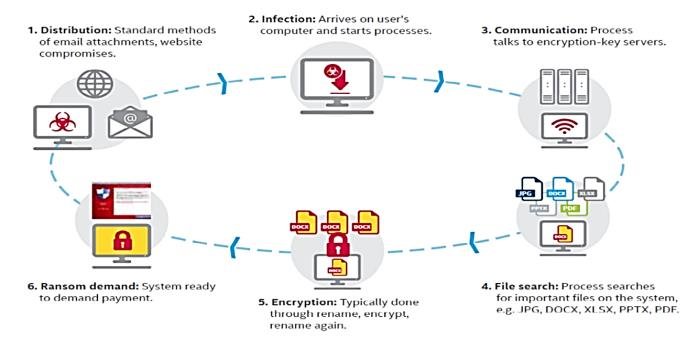 1. Distribution: Standard methods
of email attachments, website
compromises.
2. Infection: Arrives on user's
computer and starts processes.
3. Communication: Process
talks to encryption-key servers.
@
JPG
DOCX
XLSX
PPTX
PDF
DOCX
DOCX
DOCX
DOCX
DOCX
6. Ransom demand: System ready
to demand payment.
5. Encryption: Typically done
through rename, encrypt,
rename again.
4. File search: Process searches
for important files on the system,
e.g. JPG, DOCX, XLSX, PPTX, PDF.